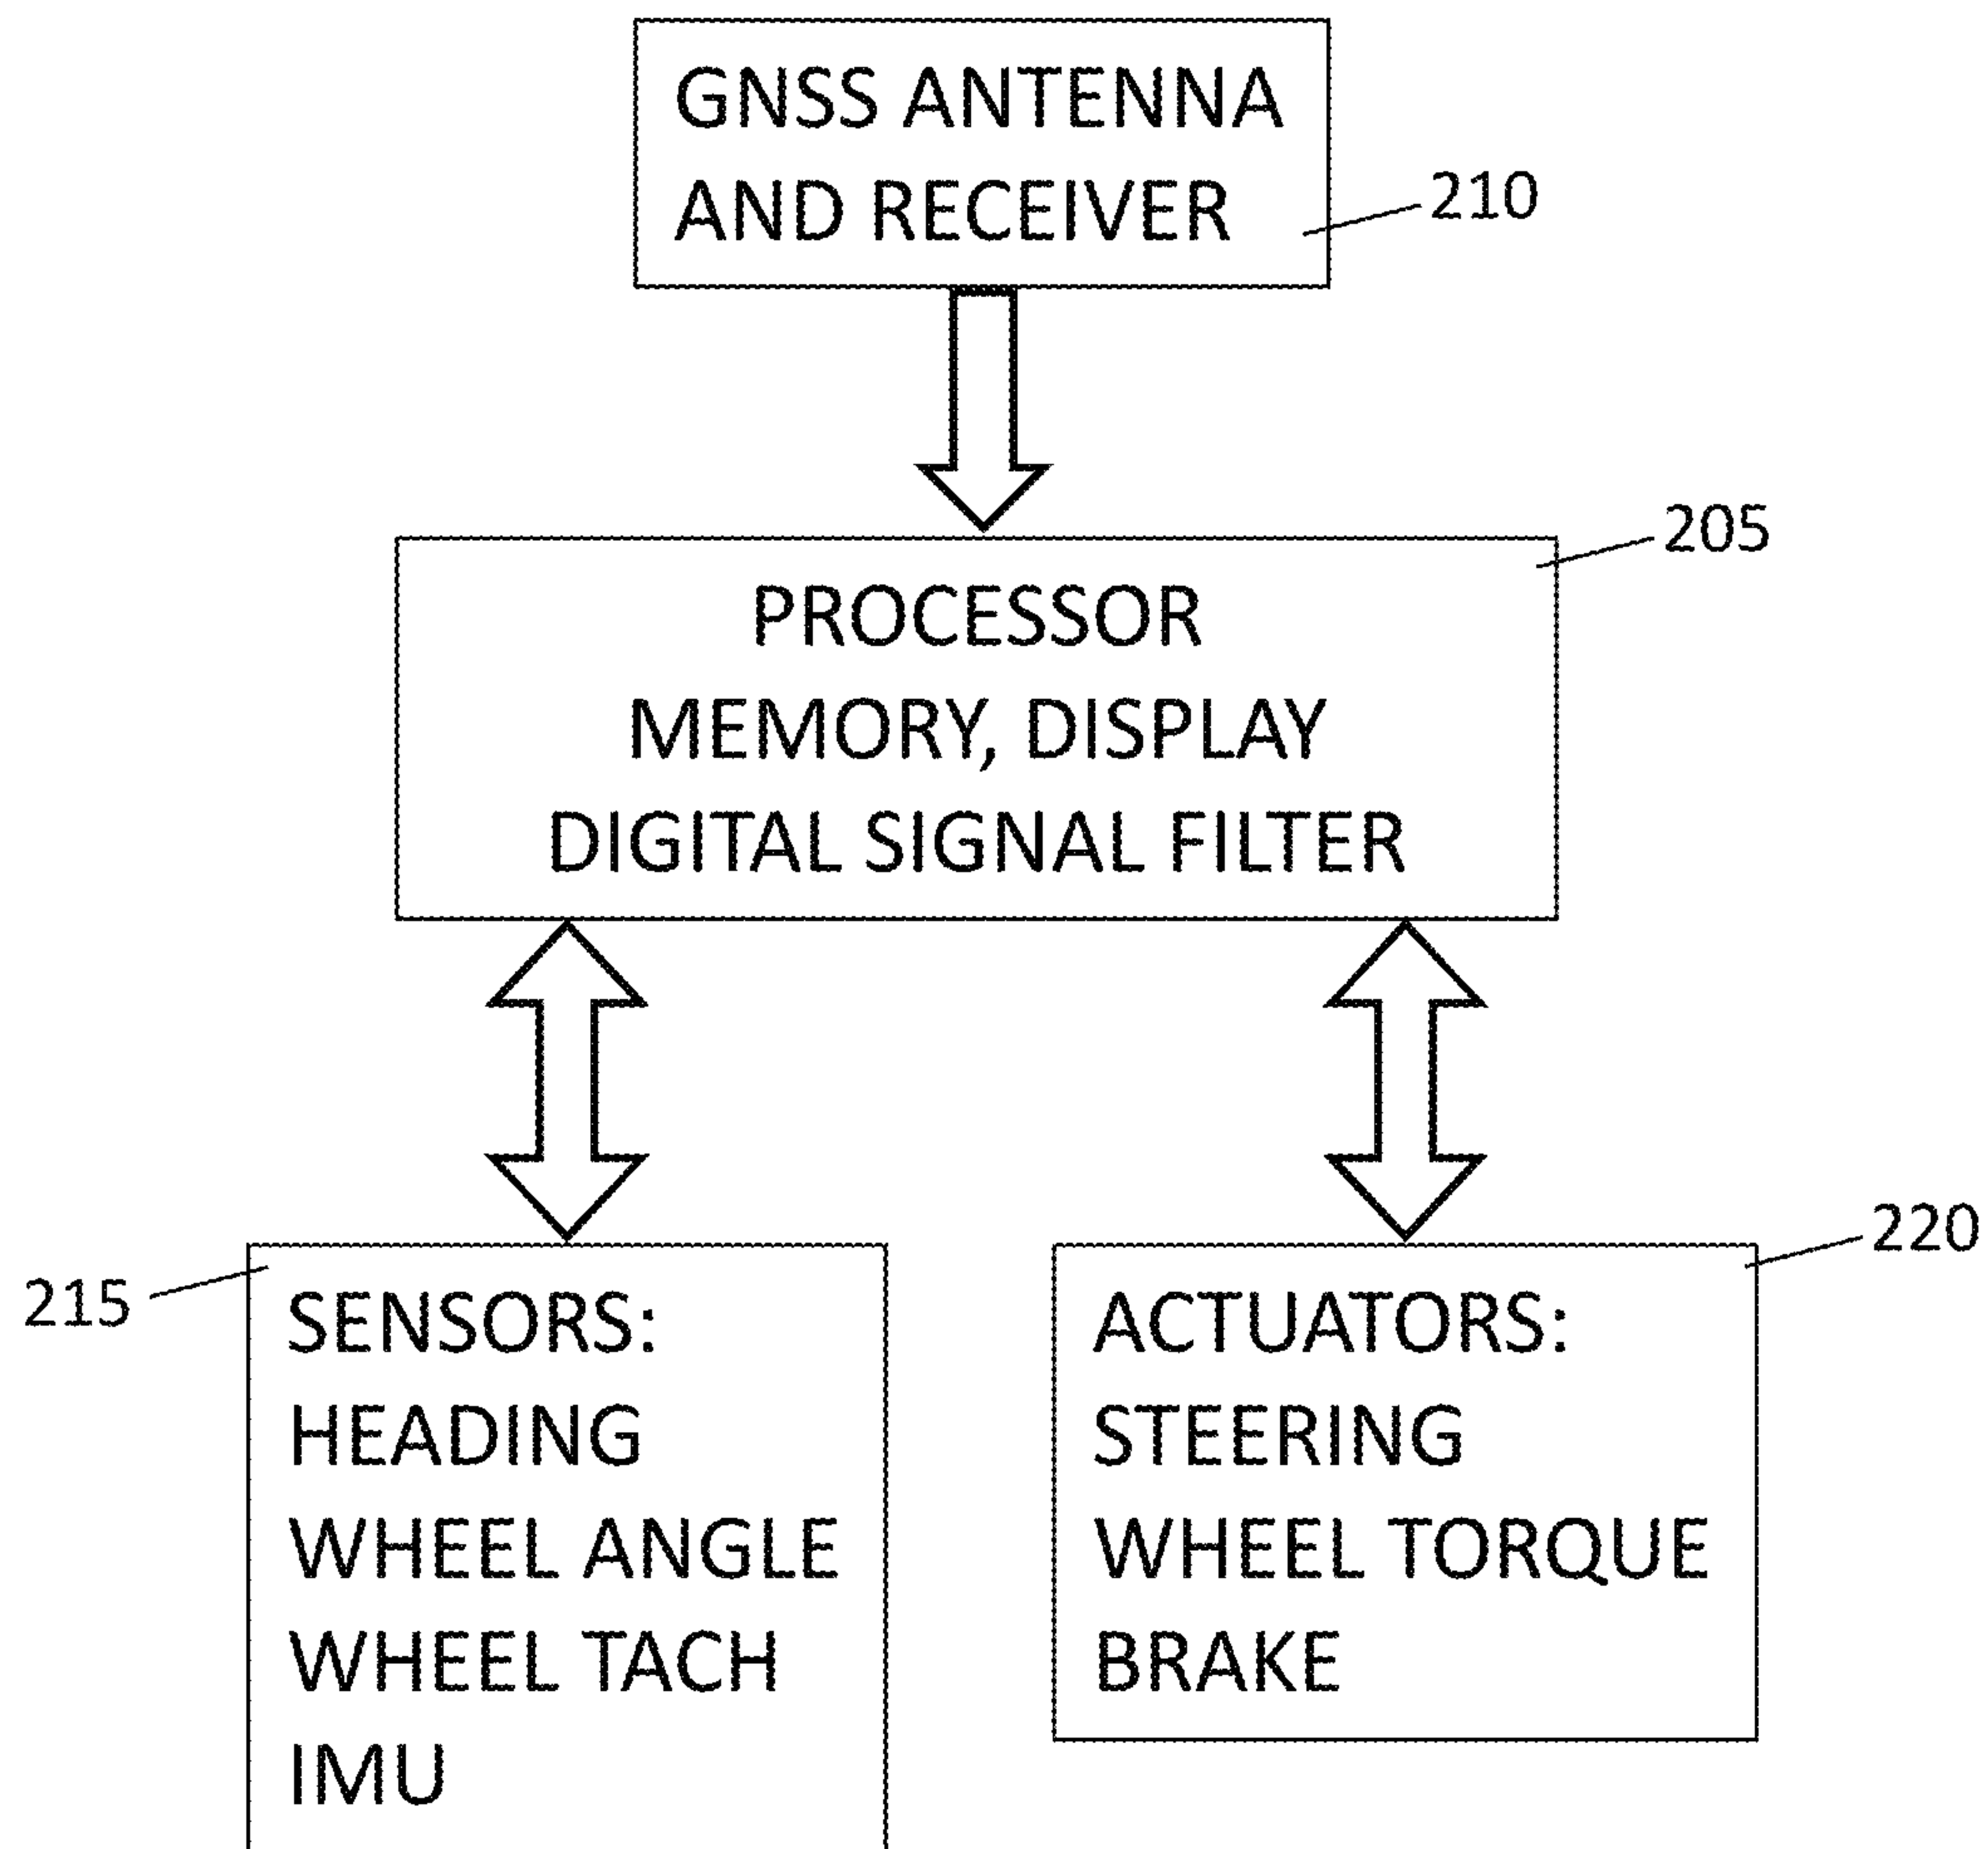 GNSS ANTENNA
AND RECEIVER
210
205
PROCESSOR
MEMORY, DISPLAY
DIGITAL SIGNAL FILTER
215
SENSORS:
HEADING
WHEEL ANGLE
WHEEL TACH
IMU
220
ACTUATORS:
STEERING
WHEEL TORQUE
BRAKE